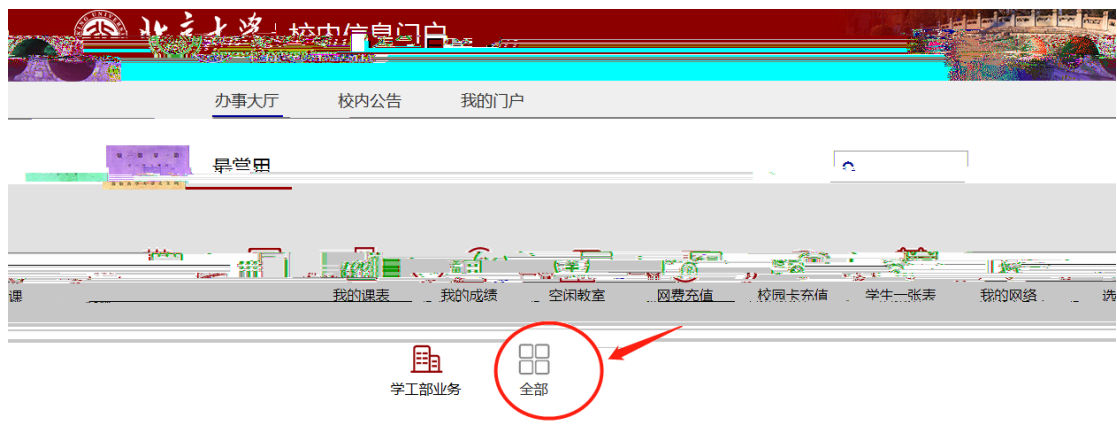 北京大学 校内信息门户
办事大厅 校内公告 我的门户
最常用
课 我的课表 我的成绩 空闲教室 网费充值 校园卡充值 学生一张表 我的网络 选
学工部业务 全部